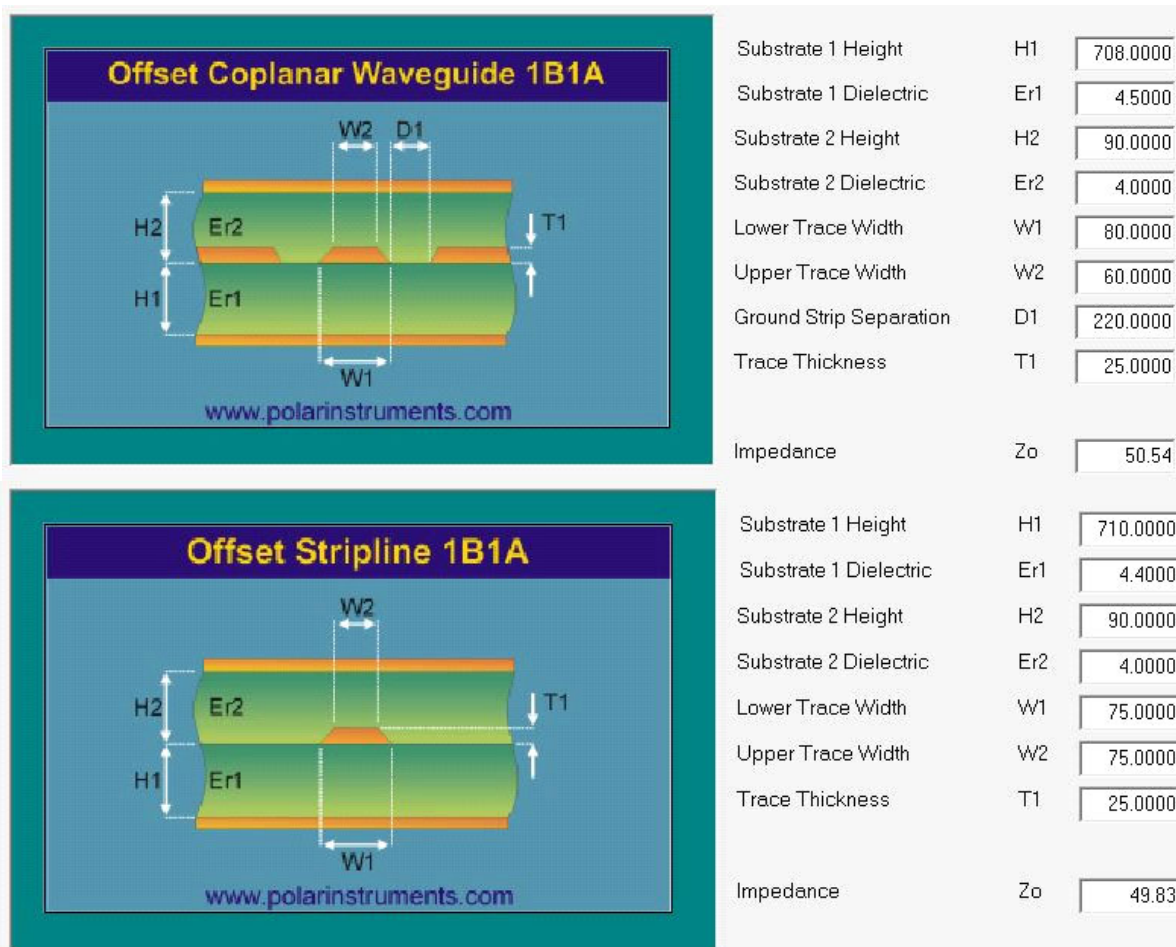 Offset Coplanar Waveguide 1B1A
W2 D1
H2 Er2 T1
H1 Er1
W1
www.polarinstruments.com
Substrate 1 Height H1 708.0000
Substrate 1 Dielectric Er1 4.5000
Substrate 2 Height H2 90.0000
Substrate 2 Dielectric Er2 4.0000
Lower Trace Width W1 80.0000
Upper Trace Width W2 60.0000
Ground Strip Separation D1 220.0000
Trace Thickness T1 25.0000
Impedance Zo 50.54
Offset Stripline 1B1A
W2
H2 Er2 T1
H1 Er1
W1
www.polarinstruments.com
Substrate 1 Height H1 710.0000
Substrate 1 Dielectric Er1 4.4000
Substrate 2 Height H2 90.0000
Substrate 2 Dielectric Er2 4.0000
Lower Trace Width W1 75.0000
Upper Trace Width W2 75.0000
Trace Thickness T1 25.0000
Impedance Zo 49.83